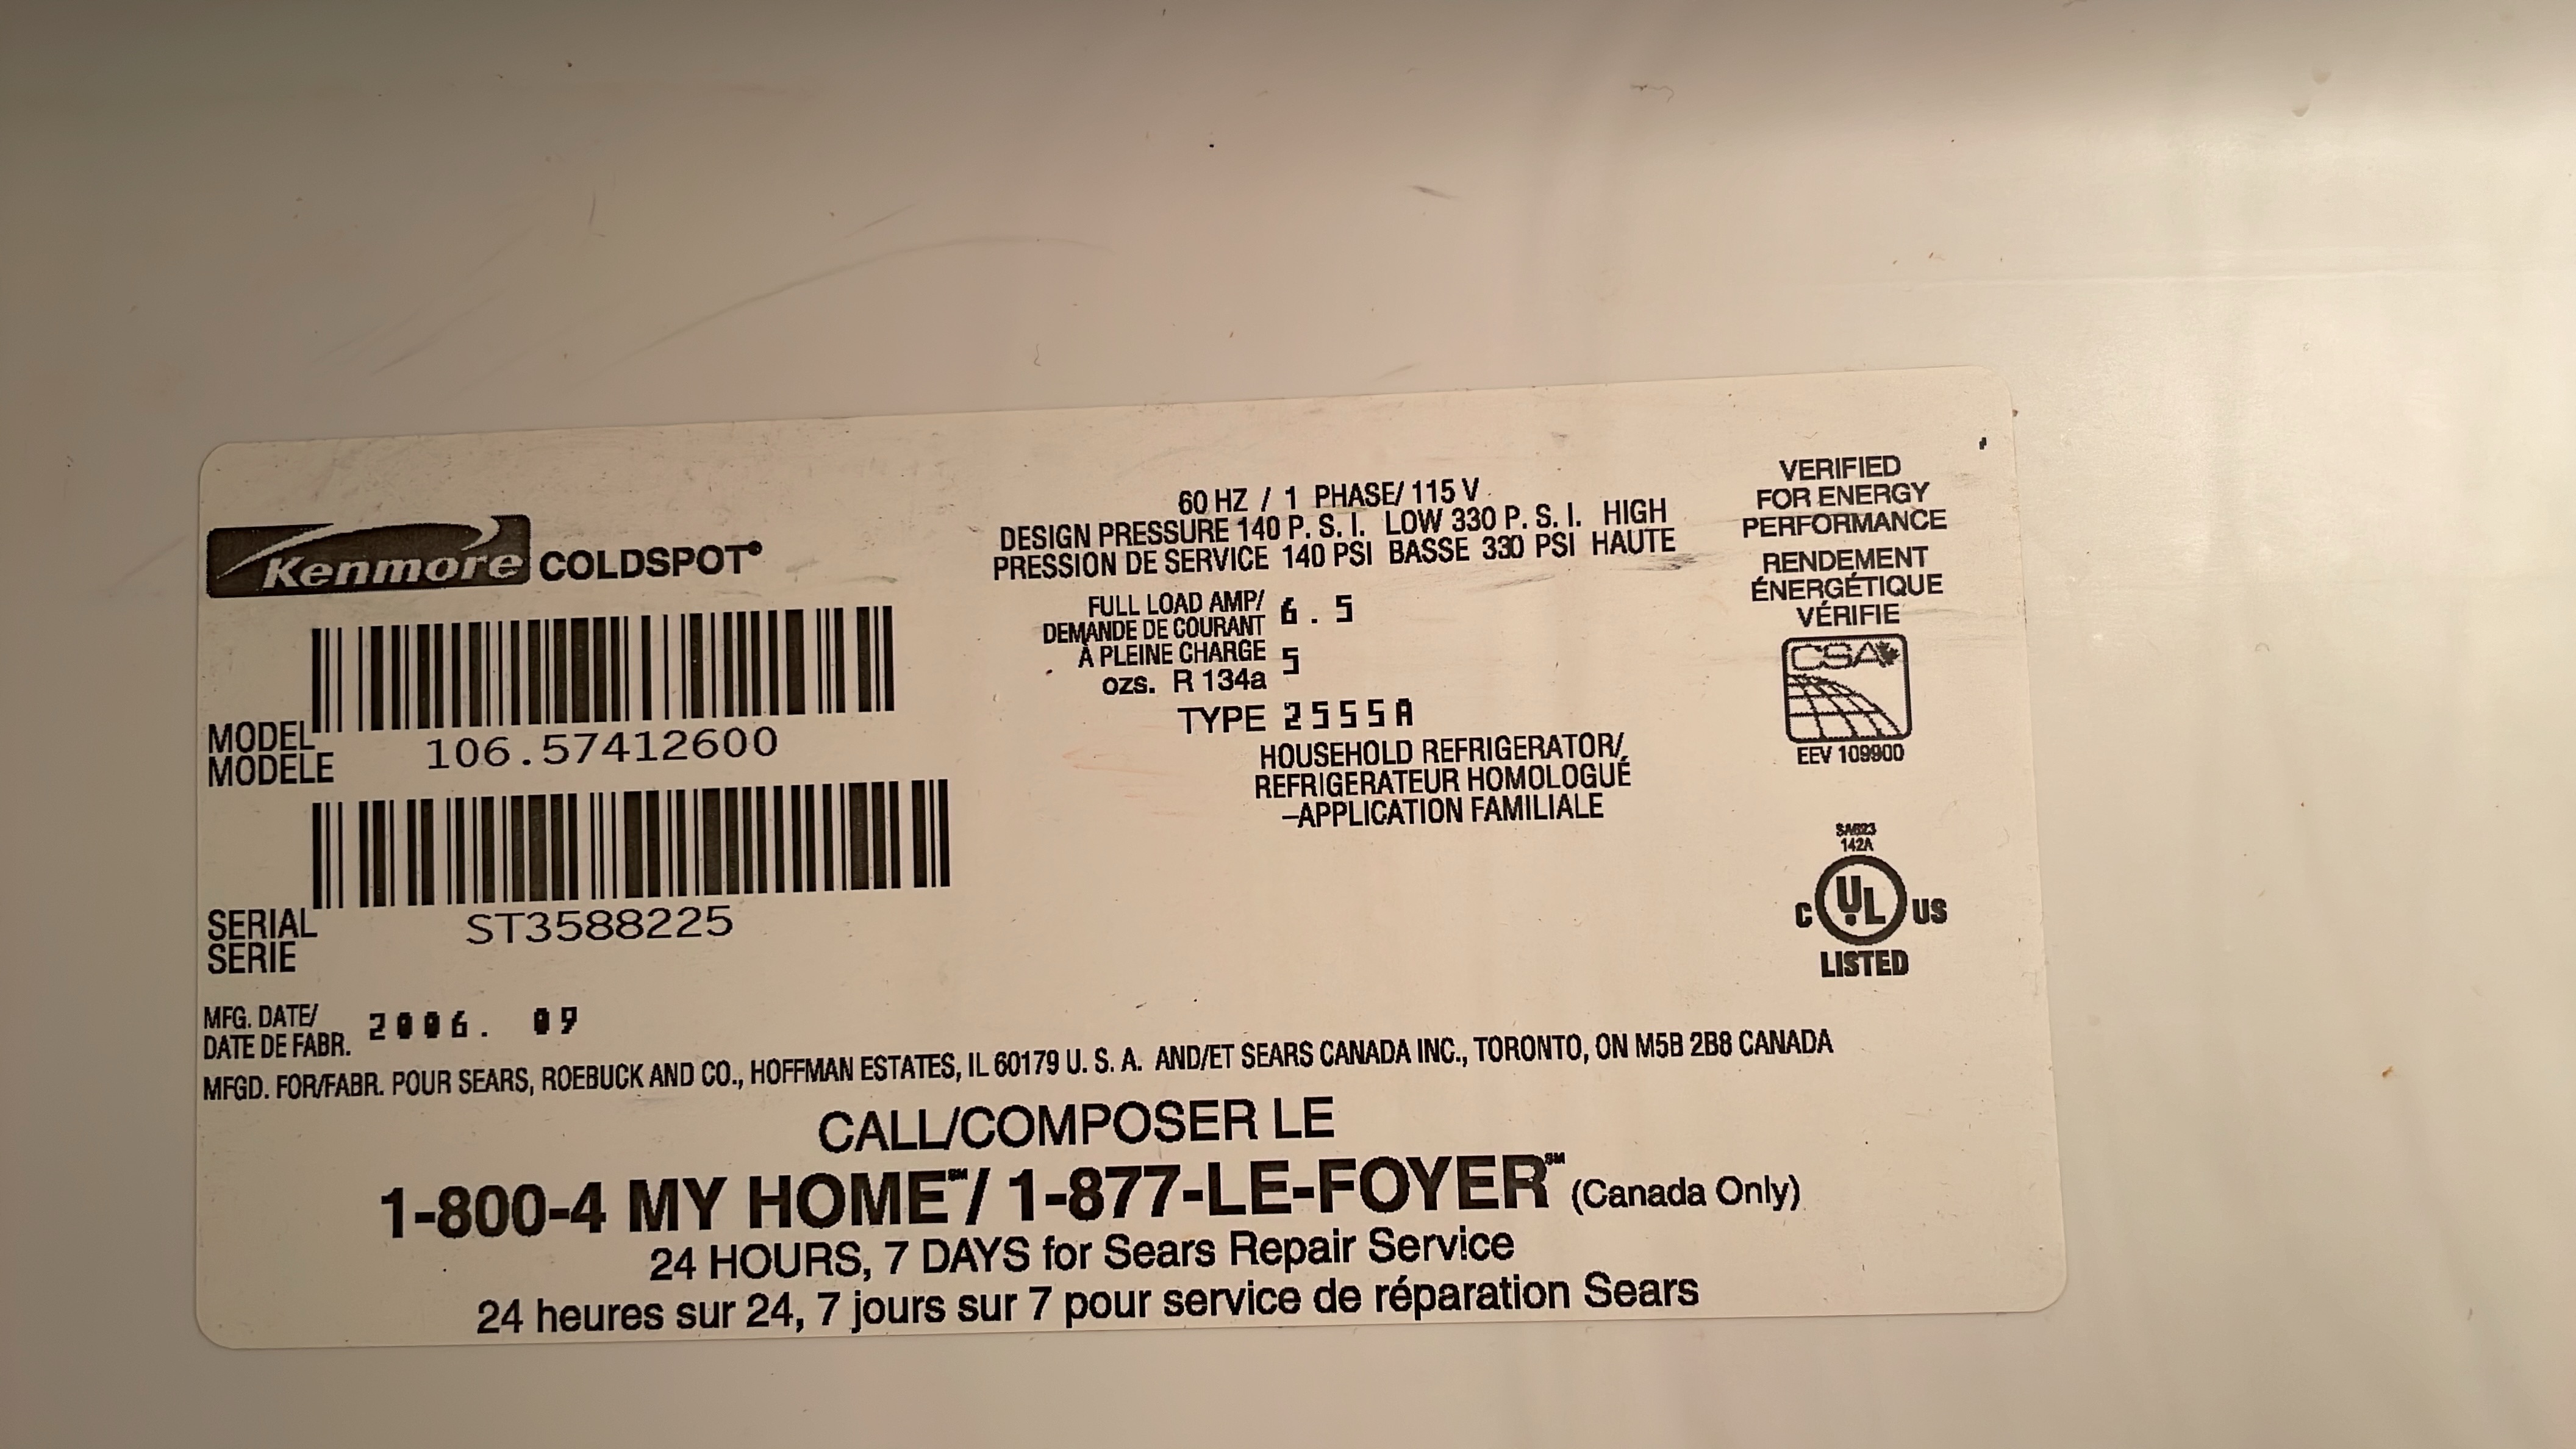 Kenmore COLDSPOT®
MODEL
MODÈLE
106.57412600
SERIAL
SERIE
ST3588225
MFG. DATE/
DATE DE FABR.
2006. 09
60 HZ / 1 PHASE/ 115 V
DESIGN PRESSURE 140 P. S. I. LOW 330 P. S. I. HIGH
PRESSION DE SERVICE 140 PSI BASSE 330 PSI HAUTE
FULL LOAD AMP/
DEMANDE DE COURANT
À PLEINE CHARGE
6.5
ozs. R 134a 5
TYPE 2555A
HOUSEHOLD REFRIGERATOR/
REFRIGERATEUR HOMOLOGUÉ
–APPLICATION FAMILIALE
VERIFIED
FOR ENERGY
PERFORMANCE
RENDEMENT
ÉNERGÉTIQUE
VÉRIFIE
CSA
EEV 109900
SA623
142A
C UL US
LISTED
MFGD. FOR/FABR. POUR SEARS, ROEBUCK AND CO., HOFFMAN ESTATES, IL 60179 U. S. A. AND/ET SEARS CANADA INC., TORONTO, ON M5B 2B8 CANADA
CALL/COMPOSER LE
1-800-4 MY HOME℠/ 1-877-LE-FOYER℠ (Canada Only)
24 HOURS, 7 DAYS for Sears Repair Service
24 heures sur 24, 7 jours sur 7 pour service de réparation Sears